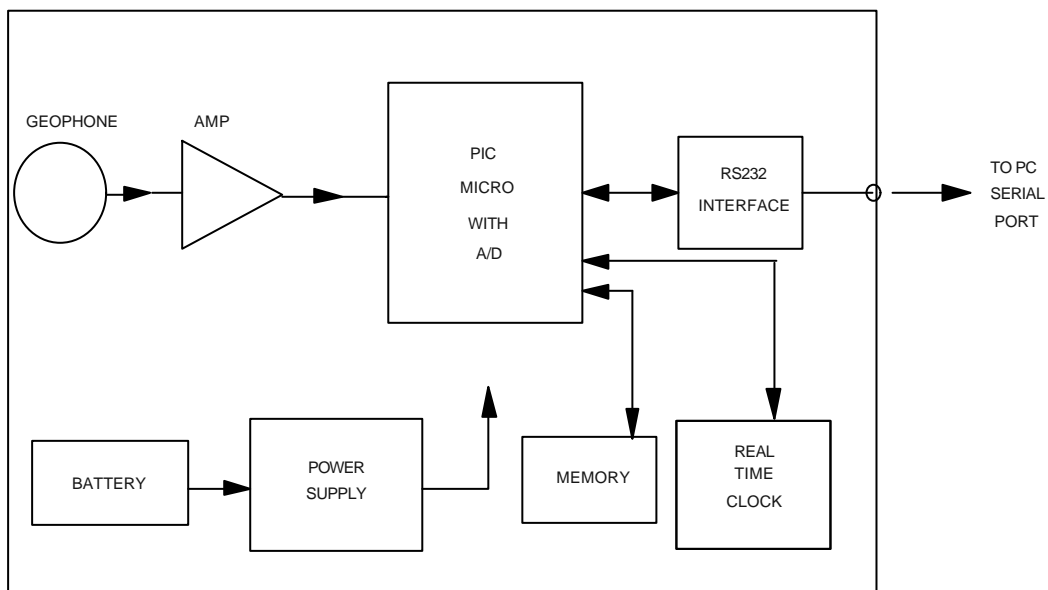 GEOPHONE
AMP
PIC
MICRO
WITH
A/D
RS232
INTERFACE
TO PC
SERIAL
PORT
BATTERY
POWER
SUPPLY
MEMORY
REAL
TIME
CLOCK